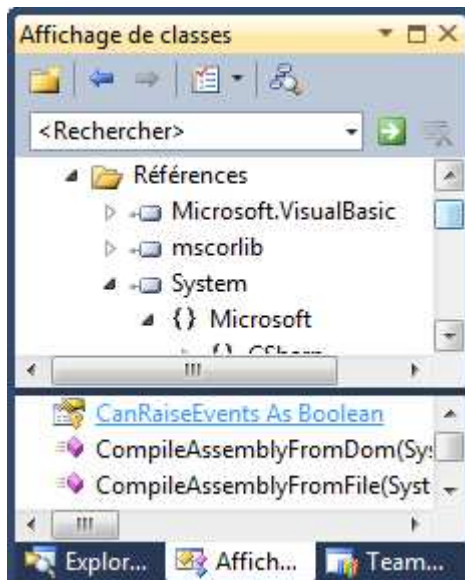 Affichage de classes
<Rechercher>
Références
Microsoft.VisualBasic
mscorlib
System
{} Microsoft
{} CSharp
CanRaiseEvents As Boolean
CompileAssemblyFromDom(Sys
CompileAssemblyFromFile(Syst
Explor... Affich... Team...